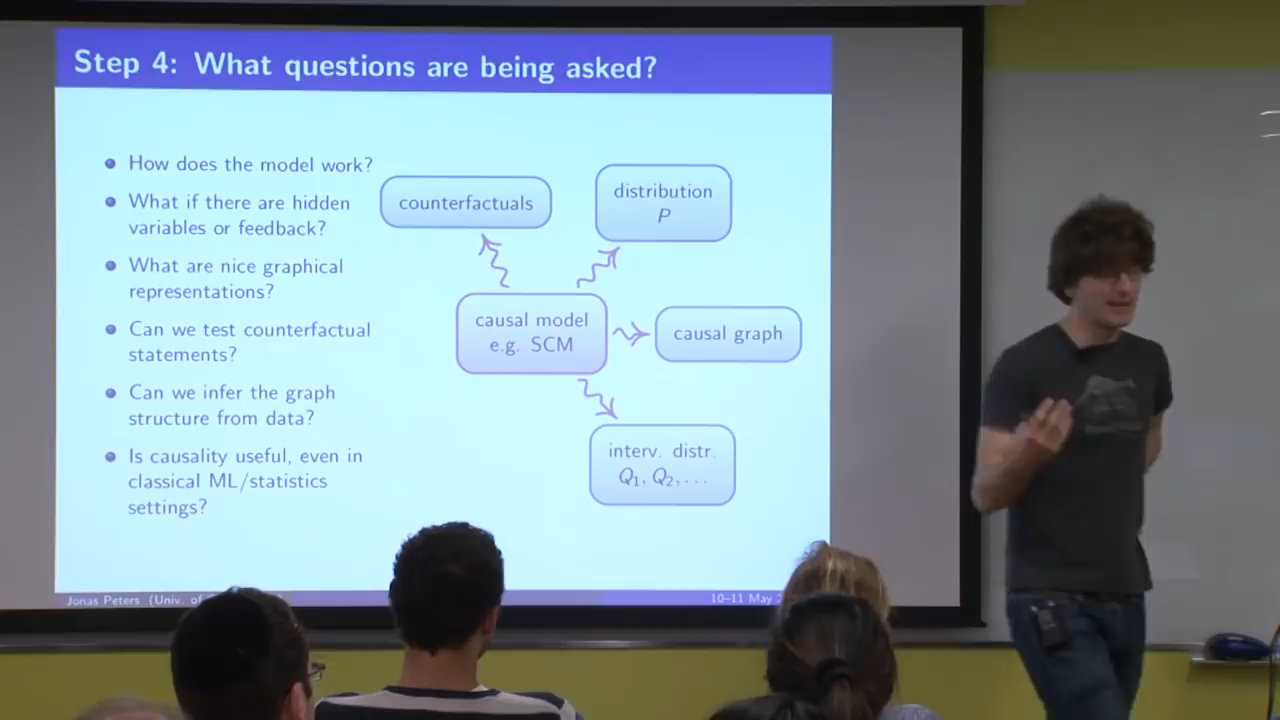 Step 4: What questions are being asked?
How does the model work?
What if there are hidden
variables or feedback?
What are nice graphical
representations?
Can we test counterfactual
statements?
Can we infer the graph
structure from data?
Is causality useful, even in
classical ML/statistics
settings?
counterfactuals
distribution
P
causal model
e.g. SCM
causal graph
interv. distr.
Q1, Q2, . . .
Jonas Peters (Univ. of
10–11 May